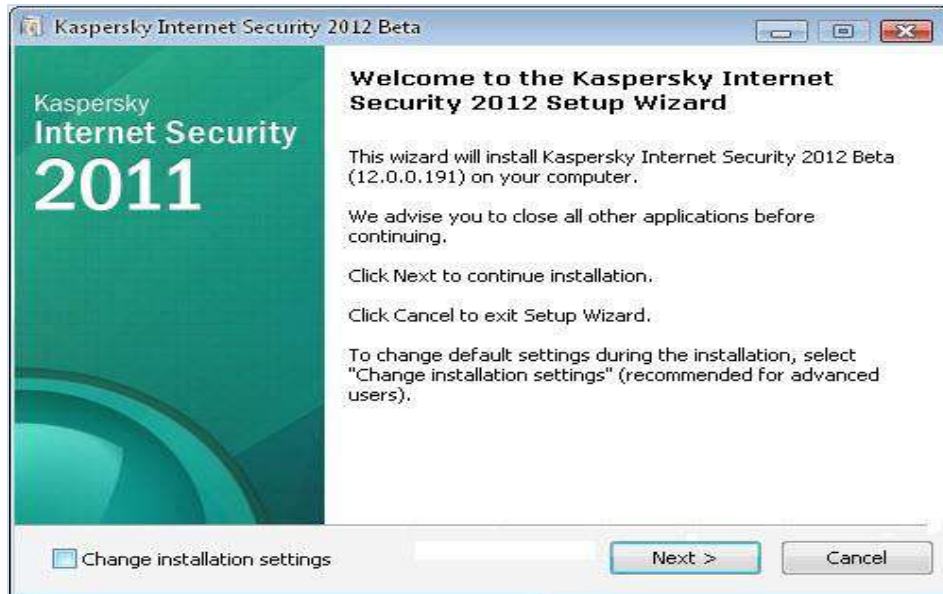 Kaspersky Internet Security 2012 Beta
Kaspersky
Internet Security
2011
Welcome to the Kaspersky Internet
Security 2012 Setup Wizard
This wizard will install Kaspersky Internet Security 2012 Beta
(12.0.0.191) on your computer.
We advise you to close all other applications before
continuing.
Click Next to continue installation.
Click Cancel to exit Setup Wizard.
To change default settings during the installation, select
"Change installation settings" (recommended for advanced
users).
Change installation settings
Next >
Cancel